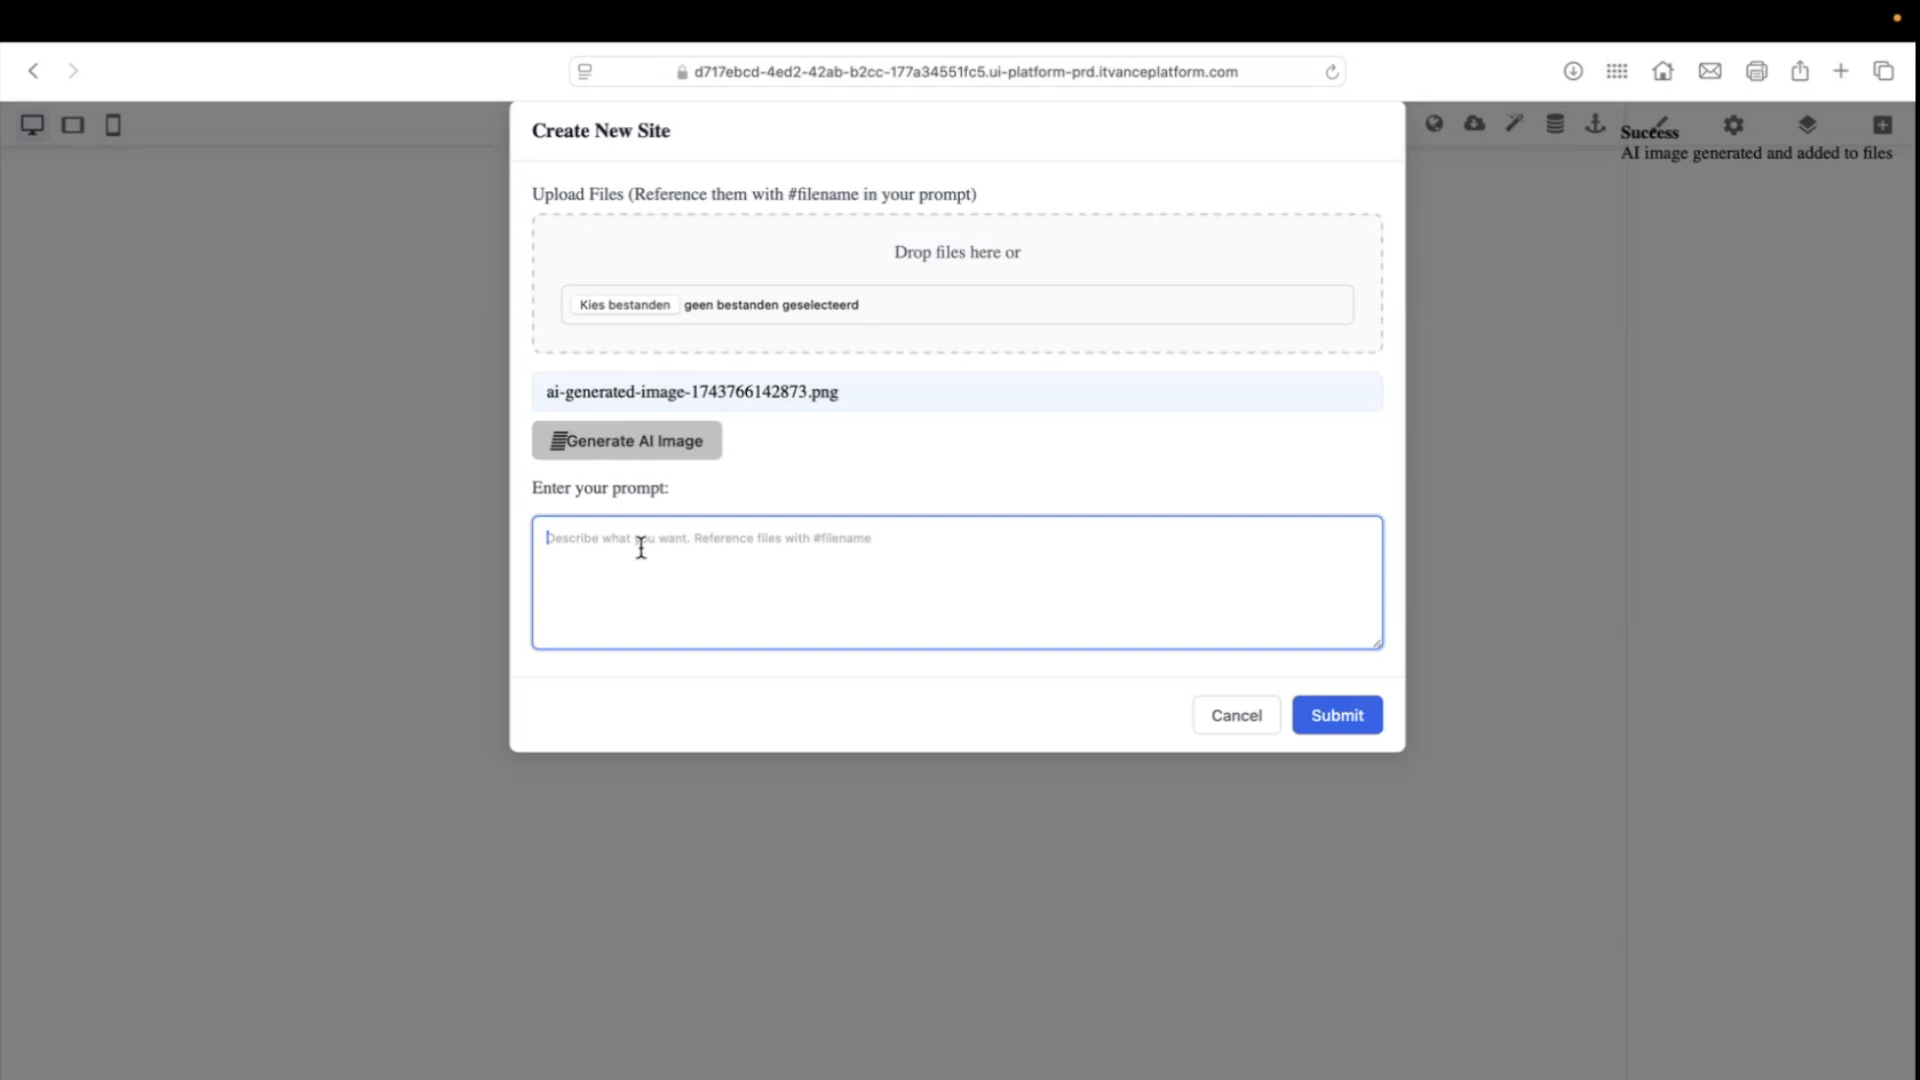 d717ebcd-4ed2-42ab-b2cc-177a34551fc5.ui-platform-prd.itvanceplatform.com
Create New Site
Success
AI image generated and added to files
Upload Files (Reference them with #filename in your prompt)
Drop files here or
Kies bestanden geen bestanden geselecteerd
ai-generated-image-1743766142873.png
Generate AI Image
Enter your prompt:
Describe what you want. Reference files with #filename
Cancel
Submit